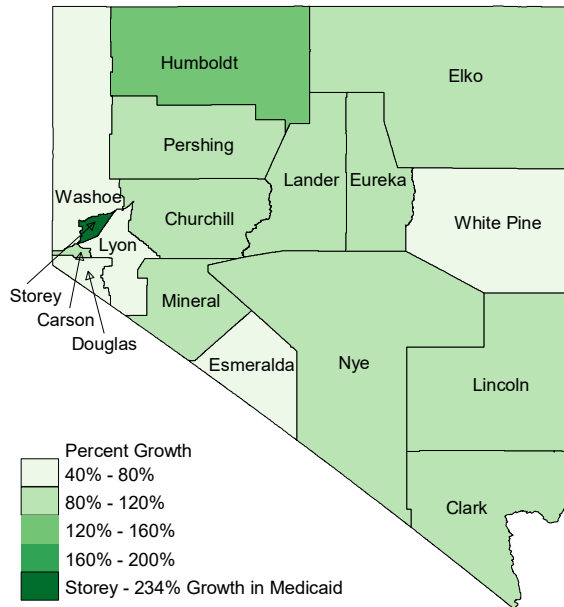 Humboldt
Elko
Pershing
Lander
Eureka
Washoe
Churchill
White Pine
Lyon
Storey
Mineral
Carson
Douglas
Esmeralda
Nye
Lincoln
Clark
Percent Growth
40% - 80%
80% - 120%
120% - 160%
160% - 200%
Storey - 234% Growth in Medicaid